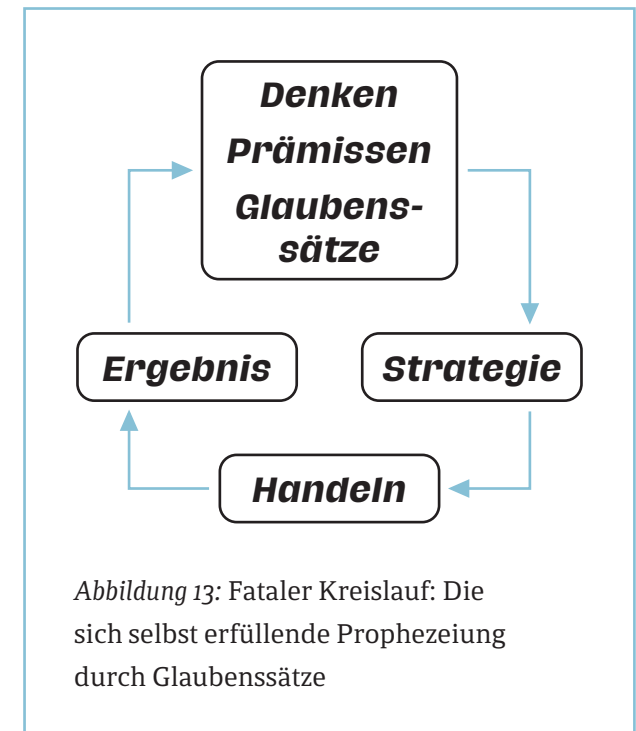 Denken
Prämissen
Glaubens-
sätze
Ergebnis
Strategie
Handeln
Abbildung 13: Fataler Kreislauf: Die
sich selbst erfüllende Prophezeiung
durch Glaubenssätze